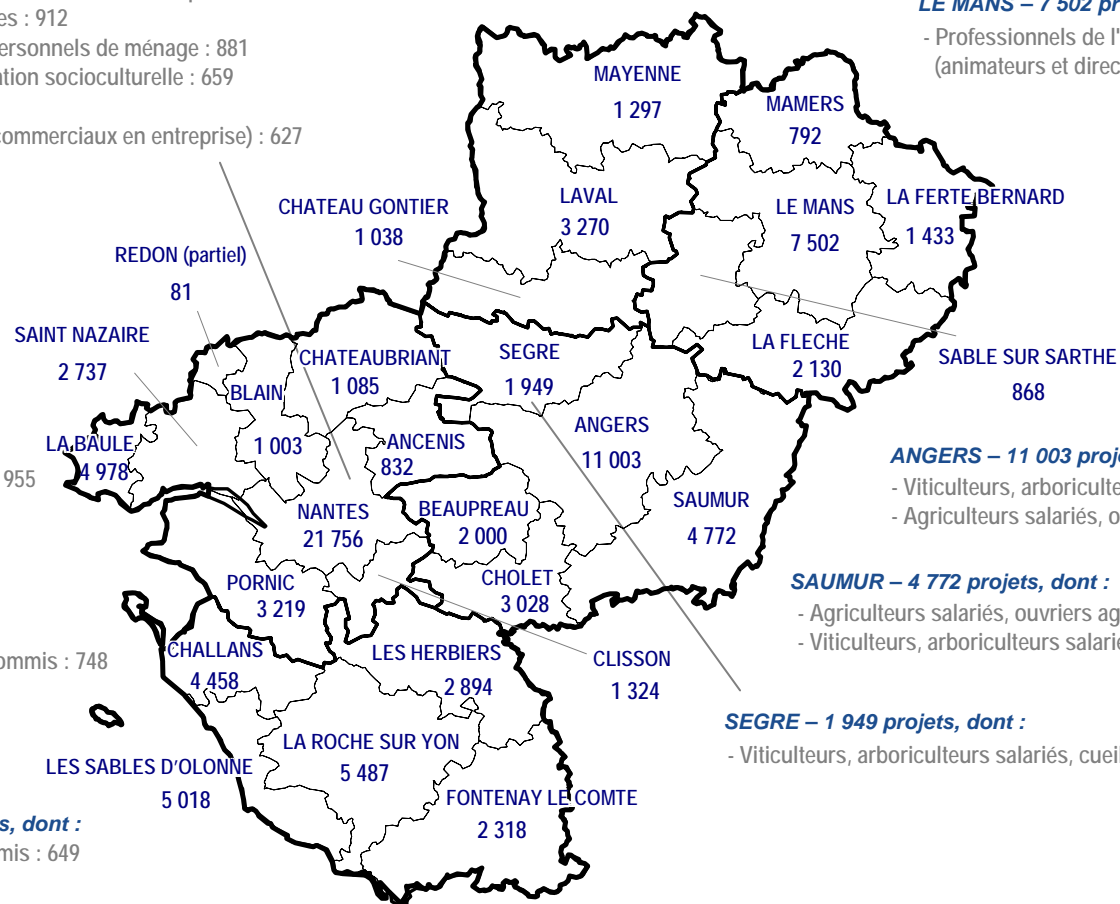 es : 912
ersonnels de ménage : 881
ation socioculturelle : 659
commerciaux en entreprise) : 627
LE MANS – 7 502 pr
- Professionnels de l'
(animateurs et direc
MAYENNE
1 297
MAMERS
792
LAVAL
3 270
LE MANS
7 502
LA FERTE BERNARD
1 433
CHATEAU GONTIER
1 038
REDON (partiel)
81
SAINT NAZAIRE
2 737
CHATEAUBRIANT
1 085
SEGRE
1 949
LA FLECHE
2 130
SABLE SUR SARTHE
868
BLAIN
1 003
ANCENIS
832
ANGERS
11 003
LA BAULE
4 978
955
ANGERS – 11 003 proje
- Viticulteurs, arboriculte
- Agriculteurs salariés, o
NANTES
21 756
BEAUPREAU
2 000
SAUMUR
4 772
PORNIC
3 219
CHOLET
3 028
SAUMUR – 4 772 projets, dont :
- Agriculteurs salariés, ouvriers ag
- Viticulteurs, arboriculteurs salarié
ommis : 748
CHALLANS
4 458
LES HERBIERS
2 894
CLISSON
1 324
SEGRE – 1 949 projets, dont :
- Viticulteurs, arboriculteurs salariés, cueil
LA ROCHE SUR YON
5 487
LES SABLES D'OLONNE
5 018
FONTENAY LE COMTE
2 318
s, dont :
mis : 649